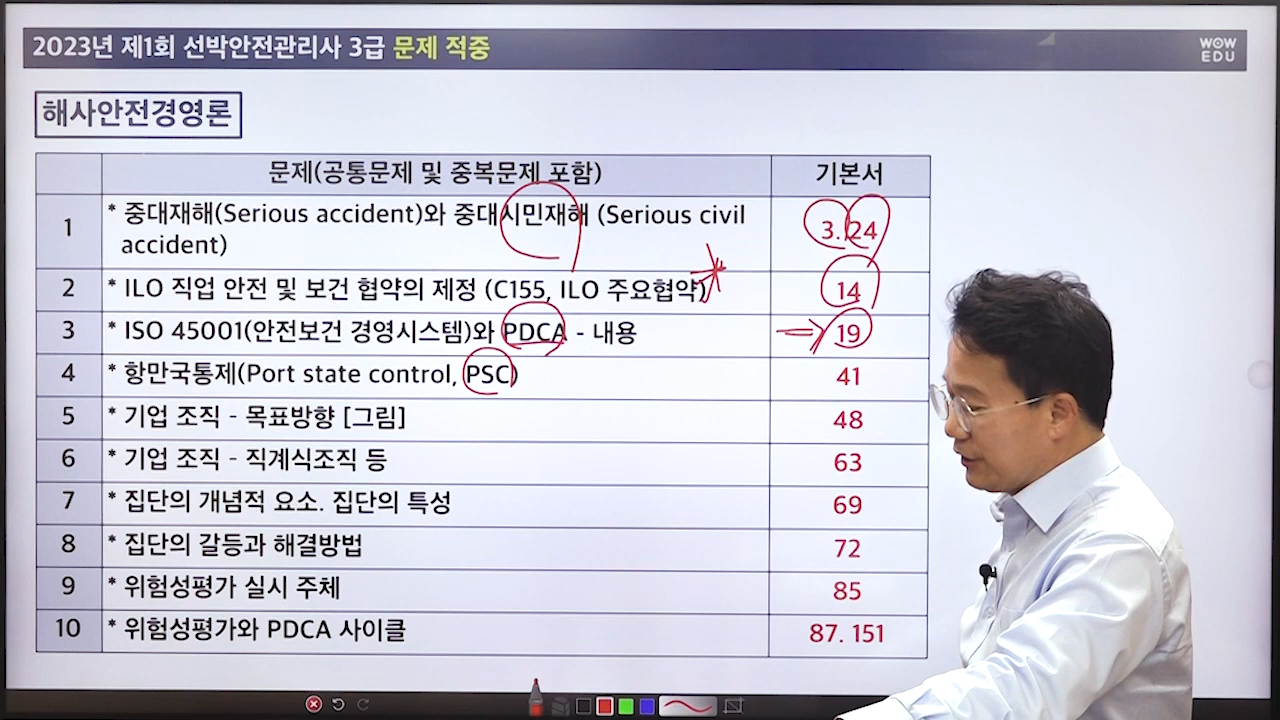 2023년 제1회 선박안전관리사 3급 문제 적중
WOW
EDU
해사안전경영론
문제(공통문제 및 중복문제 포함) 기본서
1 * 중대재해(Serious accident)와 중대시민재해 (Serious civil
accident) 3. 24
2 * ILO 직업 안전 및 보건 협약의 제정 (C155, ILO 주요협약) 14
3 * ISO 45001(안전보건 경영시스템)와 PDCA - 내용 19
4 * 항만국통제(Port state control, PSC) 41
5 * 기업 조직 - 목표방향 [그림] 48
6 * 기업 조직 - 직계식조직 등 63
7 * 집단의 개념적 요소. 집단의 특성 69
8 * 집단의 갈등과 해결방법 72
9 * 위험성평가 실시 주체 85
10 * 위험성평가와 PDCA 사이클 87. 151